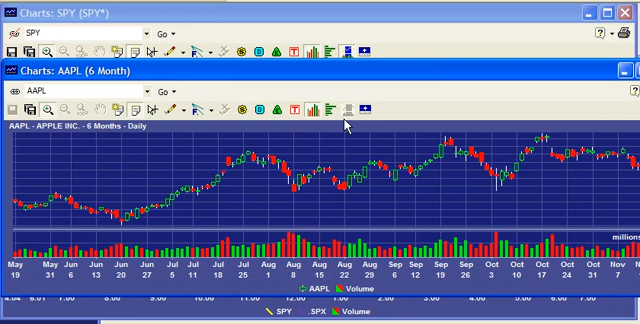 Charts: SPY (SPY*)
SPY Go
Charts: AAPL (6 Month)
AAPL Go
AAPL - APPLE INC. - 6 Months - Daily
millions
May May Jun Jun Jun Jun Jul Jul Jul Jul Aug Aug Aug Aug Aug Sep Sep Sep Sep Oct Oct Oct Oct Oct Nov
19 31 6 13 20 27 5 11 18 25 1 8 15 22 29 6 12 19 26 3 10 17 24 31 7
AAPL Volume
SPY .SPX Volume